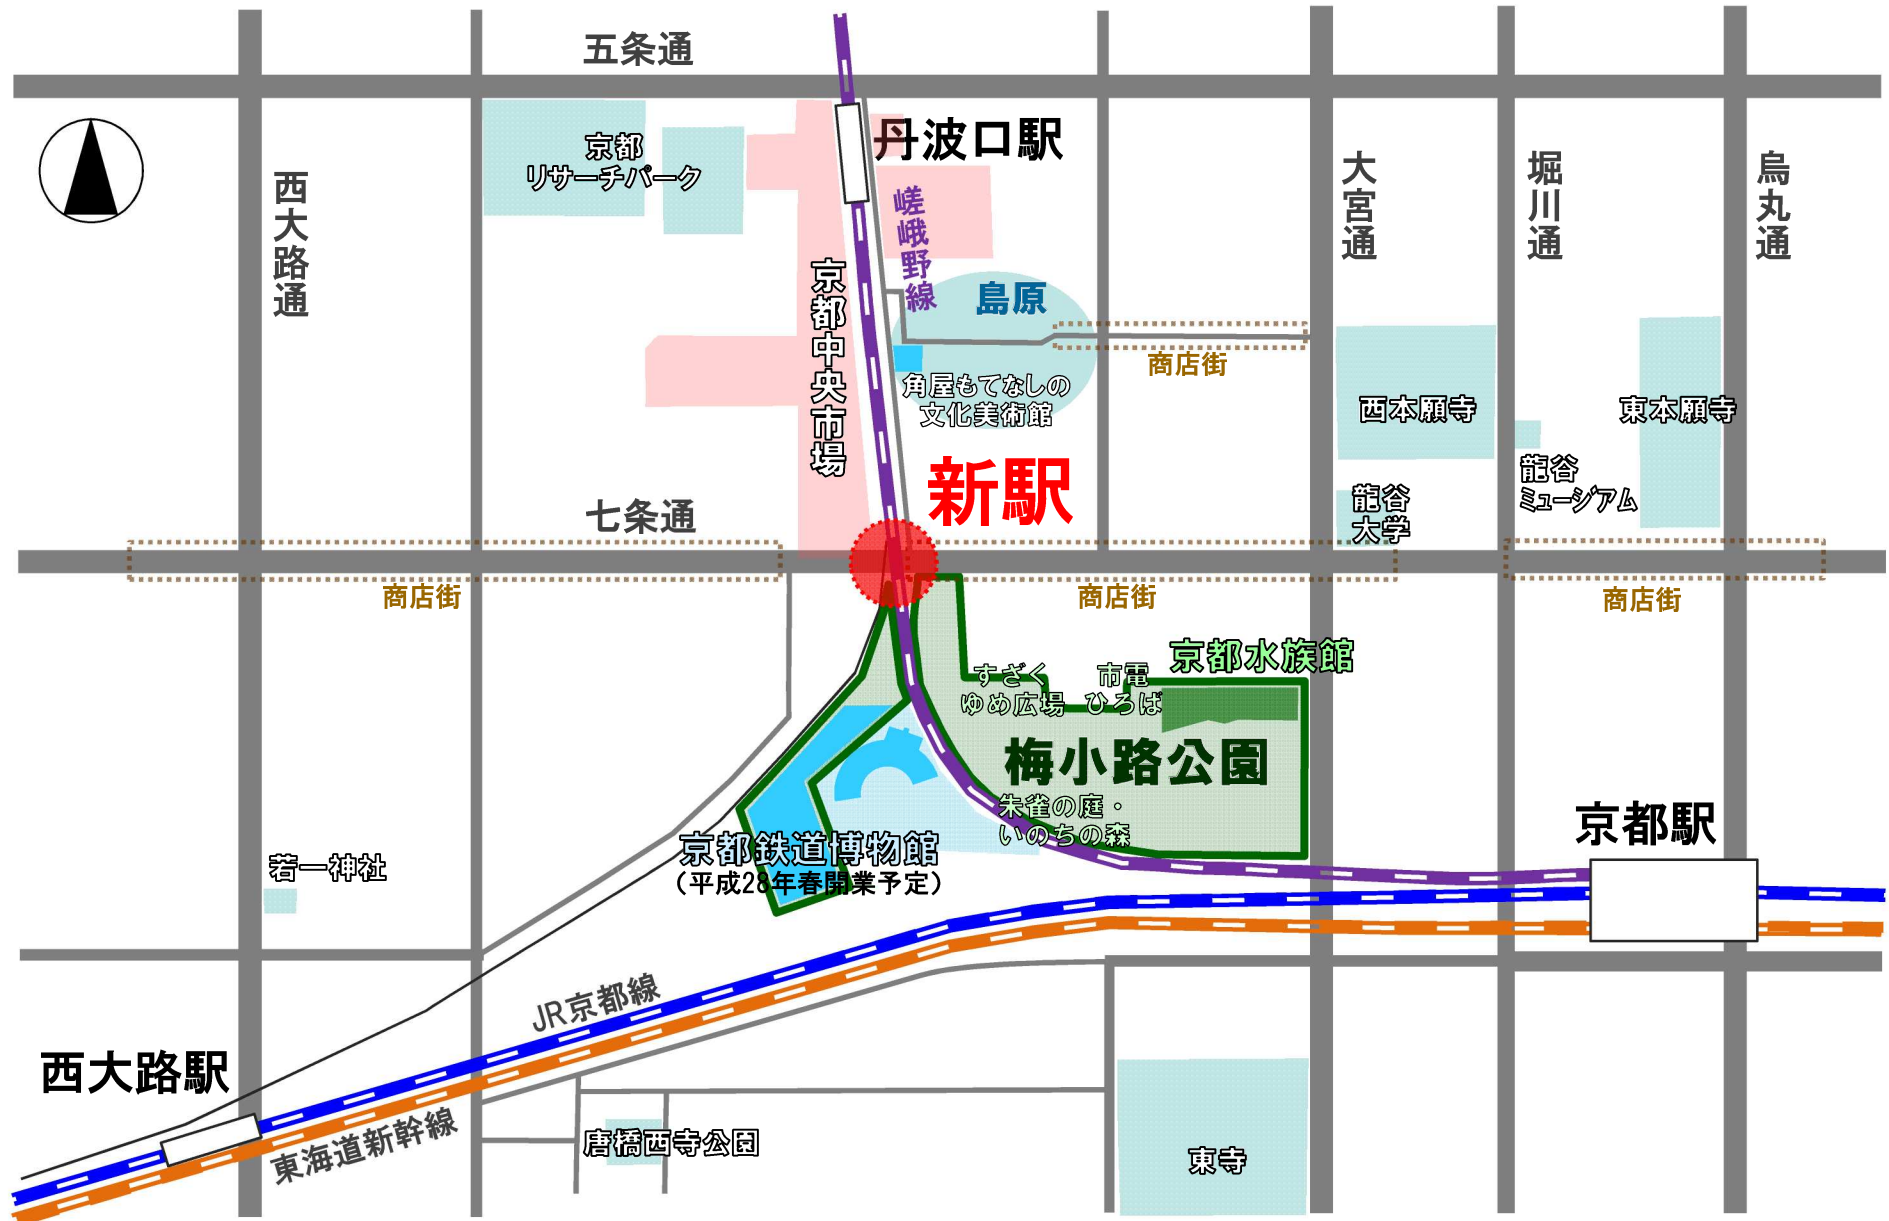 五条通
京都
リサーチパーク
丹波口駅
西大路通
嵯峨野線
京都中央市場
島原
大宮通
堀川通
烏丸通
商店街
角屋もてなしの
文化美術館
西本願寺
東本願寺
龍谷
ミュージアム
龍谷
大学
新駅
七条通
商店街
商店街
商店街
すざく
ゆめ広場
市電
ひろば
京都水族館
梅小路公園
朱雀の庭・
いのちの森
京都鉄道博物館
（平成28年春開業予定）
京都駅
若一神社
JR京都線
西大路駅
東海道新幹線
唐橋西寺公園
東寺